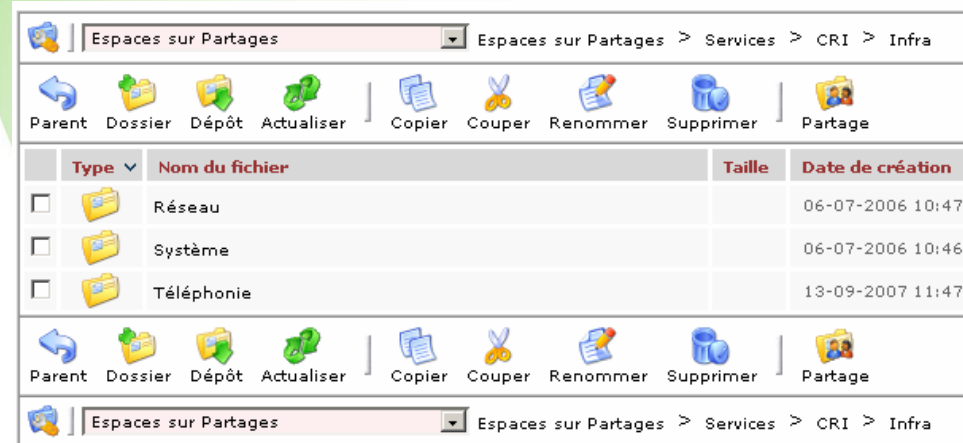 Espaces sur Partages Espaces sur Partages > Services > CRI > Infra
Parent Dossier Dépôt Actualiser Copier Couper Renommer Supprimer Partage
Type Nom du fichier Taille Date de création
Réseau 06-07-2006 10:47
Système 06-07-2006 10:46
Téléphonie 13-09-2007 11:47
Parent Dossier Dépôt Actualiser Copier Couper Renommer Supprimer Partage
Espaces sur Partages Espaces sur Partages > Services > CRI > Infra